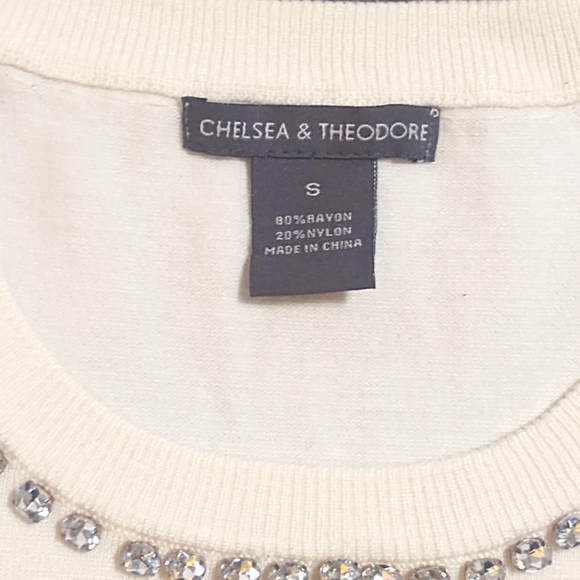 CHELSEA & THEODORE
S
80%RAYON
20%NYLON
MADE IN CHINA